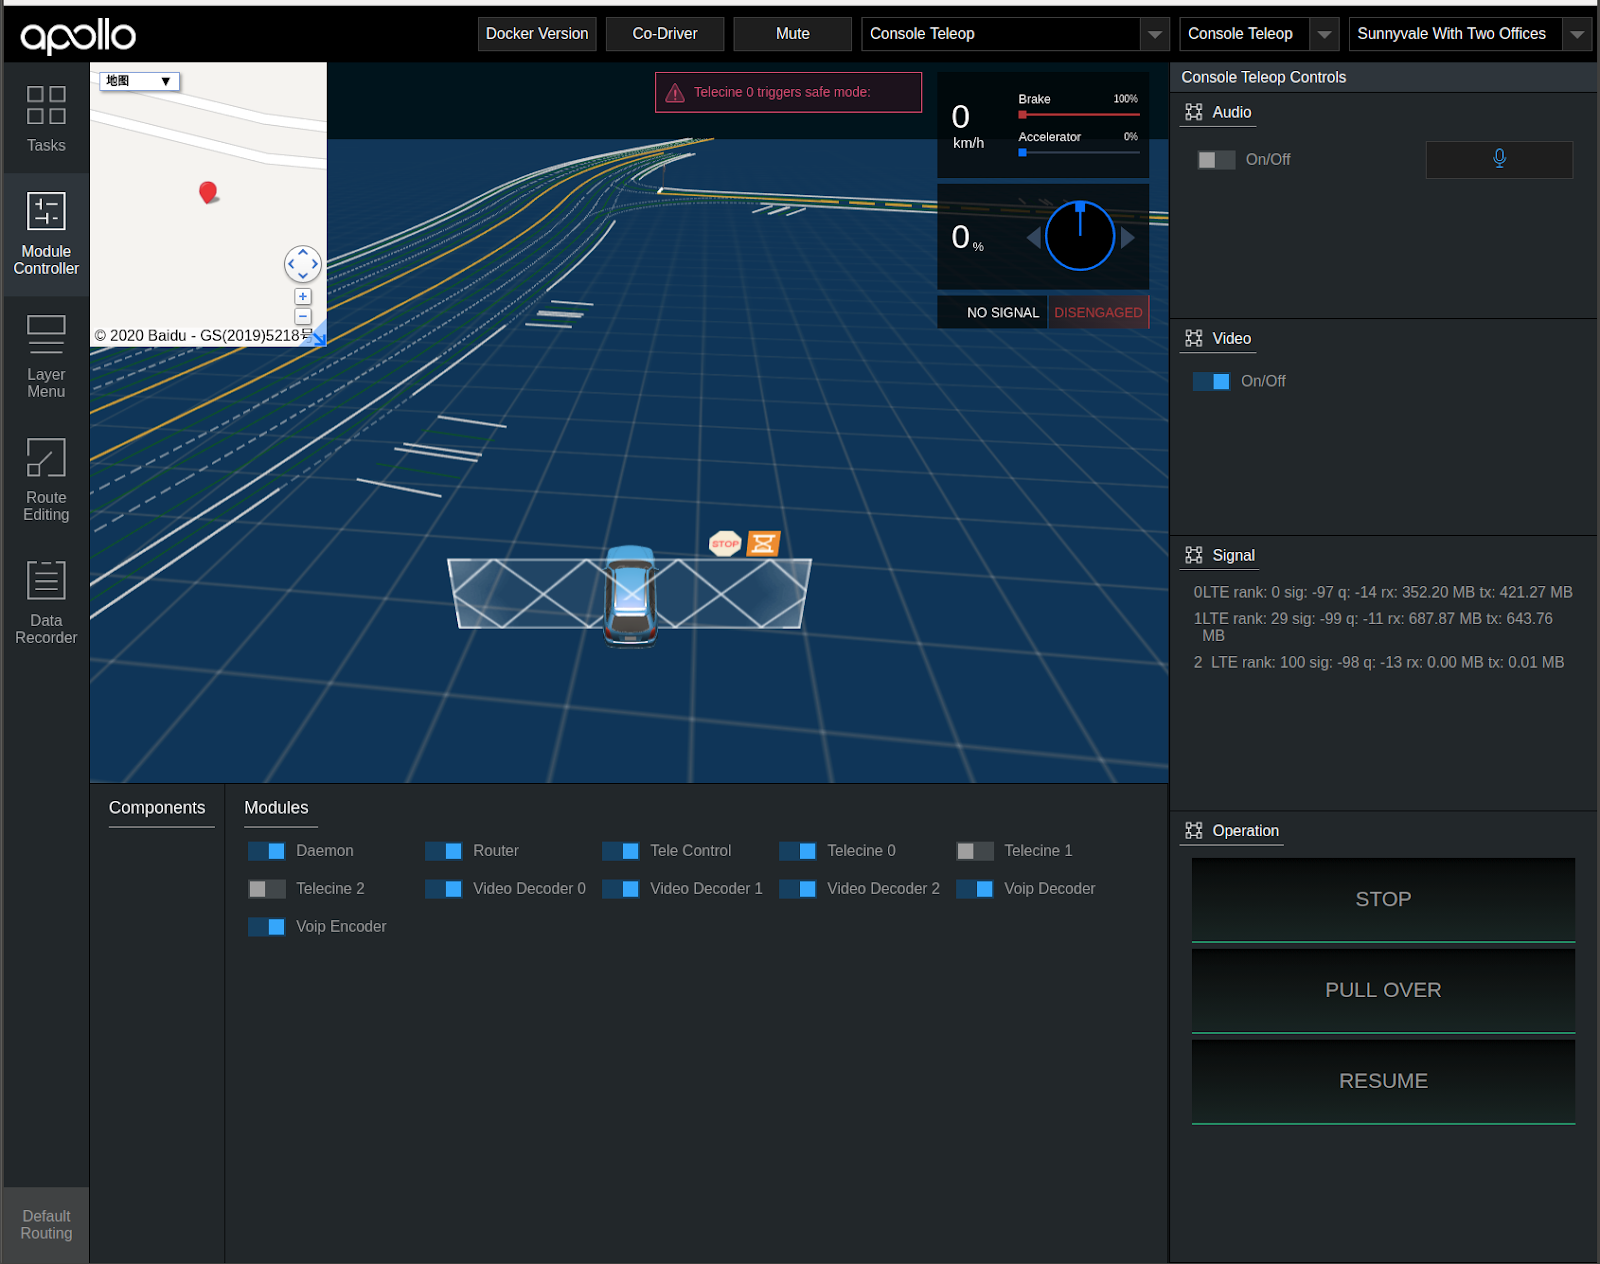 apollo
Docker Version
Co-Driver
Mute
Console Teleop
Console Teleop
Sunnyvale With Two Offices
Tasks
Module
Controller
Layer
Menu
Route
Editing
Data
Recorder
Default
Routing
地图 ▼
© 2020 Baidu - GS(2019)5218号
Telecine 0 triggers safe mode:
0
km/h
Brake 100%
Accelerator 0%
0 %
NO SIGNAL
DISENGAGED
STOP
Components
Modules
Daemon
Router
Tele Control
Telecine 0
Telecine 1
Telecine 2
Video Decoder 0
Video Decoder 1
Video Decoder 2
Voip Decoder
Voip Encoder
Console Teleop Controls
Audio
On/Off
Video
On/Off
Signal
0LTE rank: 0 sig: -97 q: -14 rx: 352.20 MB tx: 421.27 MB
1LTE rank: 29 sig: -99 q: -11 rx: 687.87 MB tx: 643.76
MB
2 LTE rank: 100 sig: -98 q: -13 rx: 0.00 MB tx: 0.01 MB
Operation
STOP
PULL OVER
RESUME